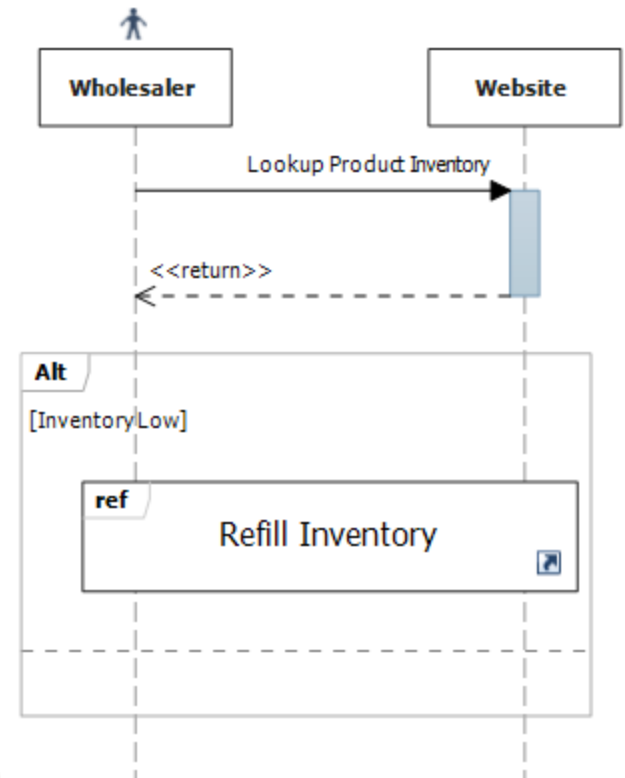 Wholesaler
Website
Lookup Product Inventory
<<return>>
Alt
[InventoryLow]
ref
Refill Inventory